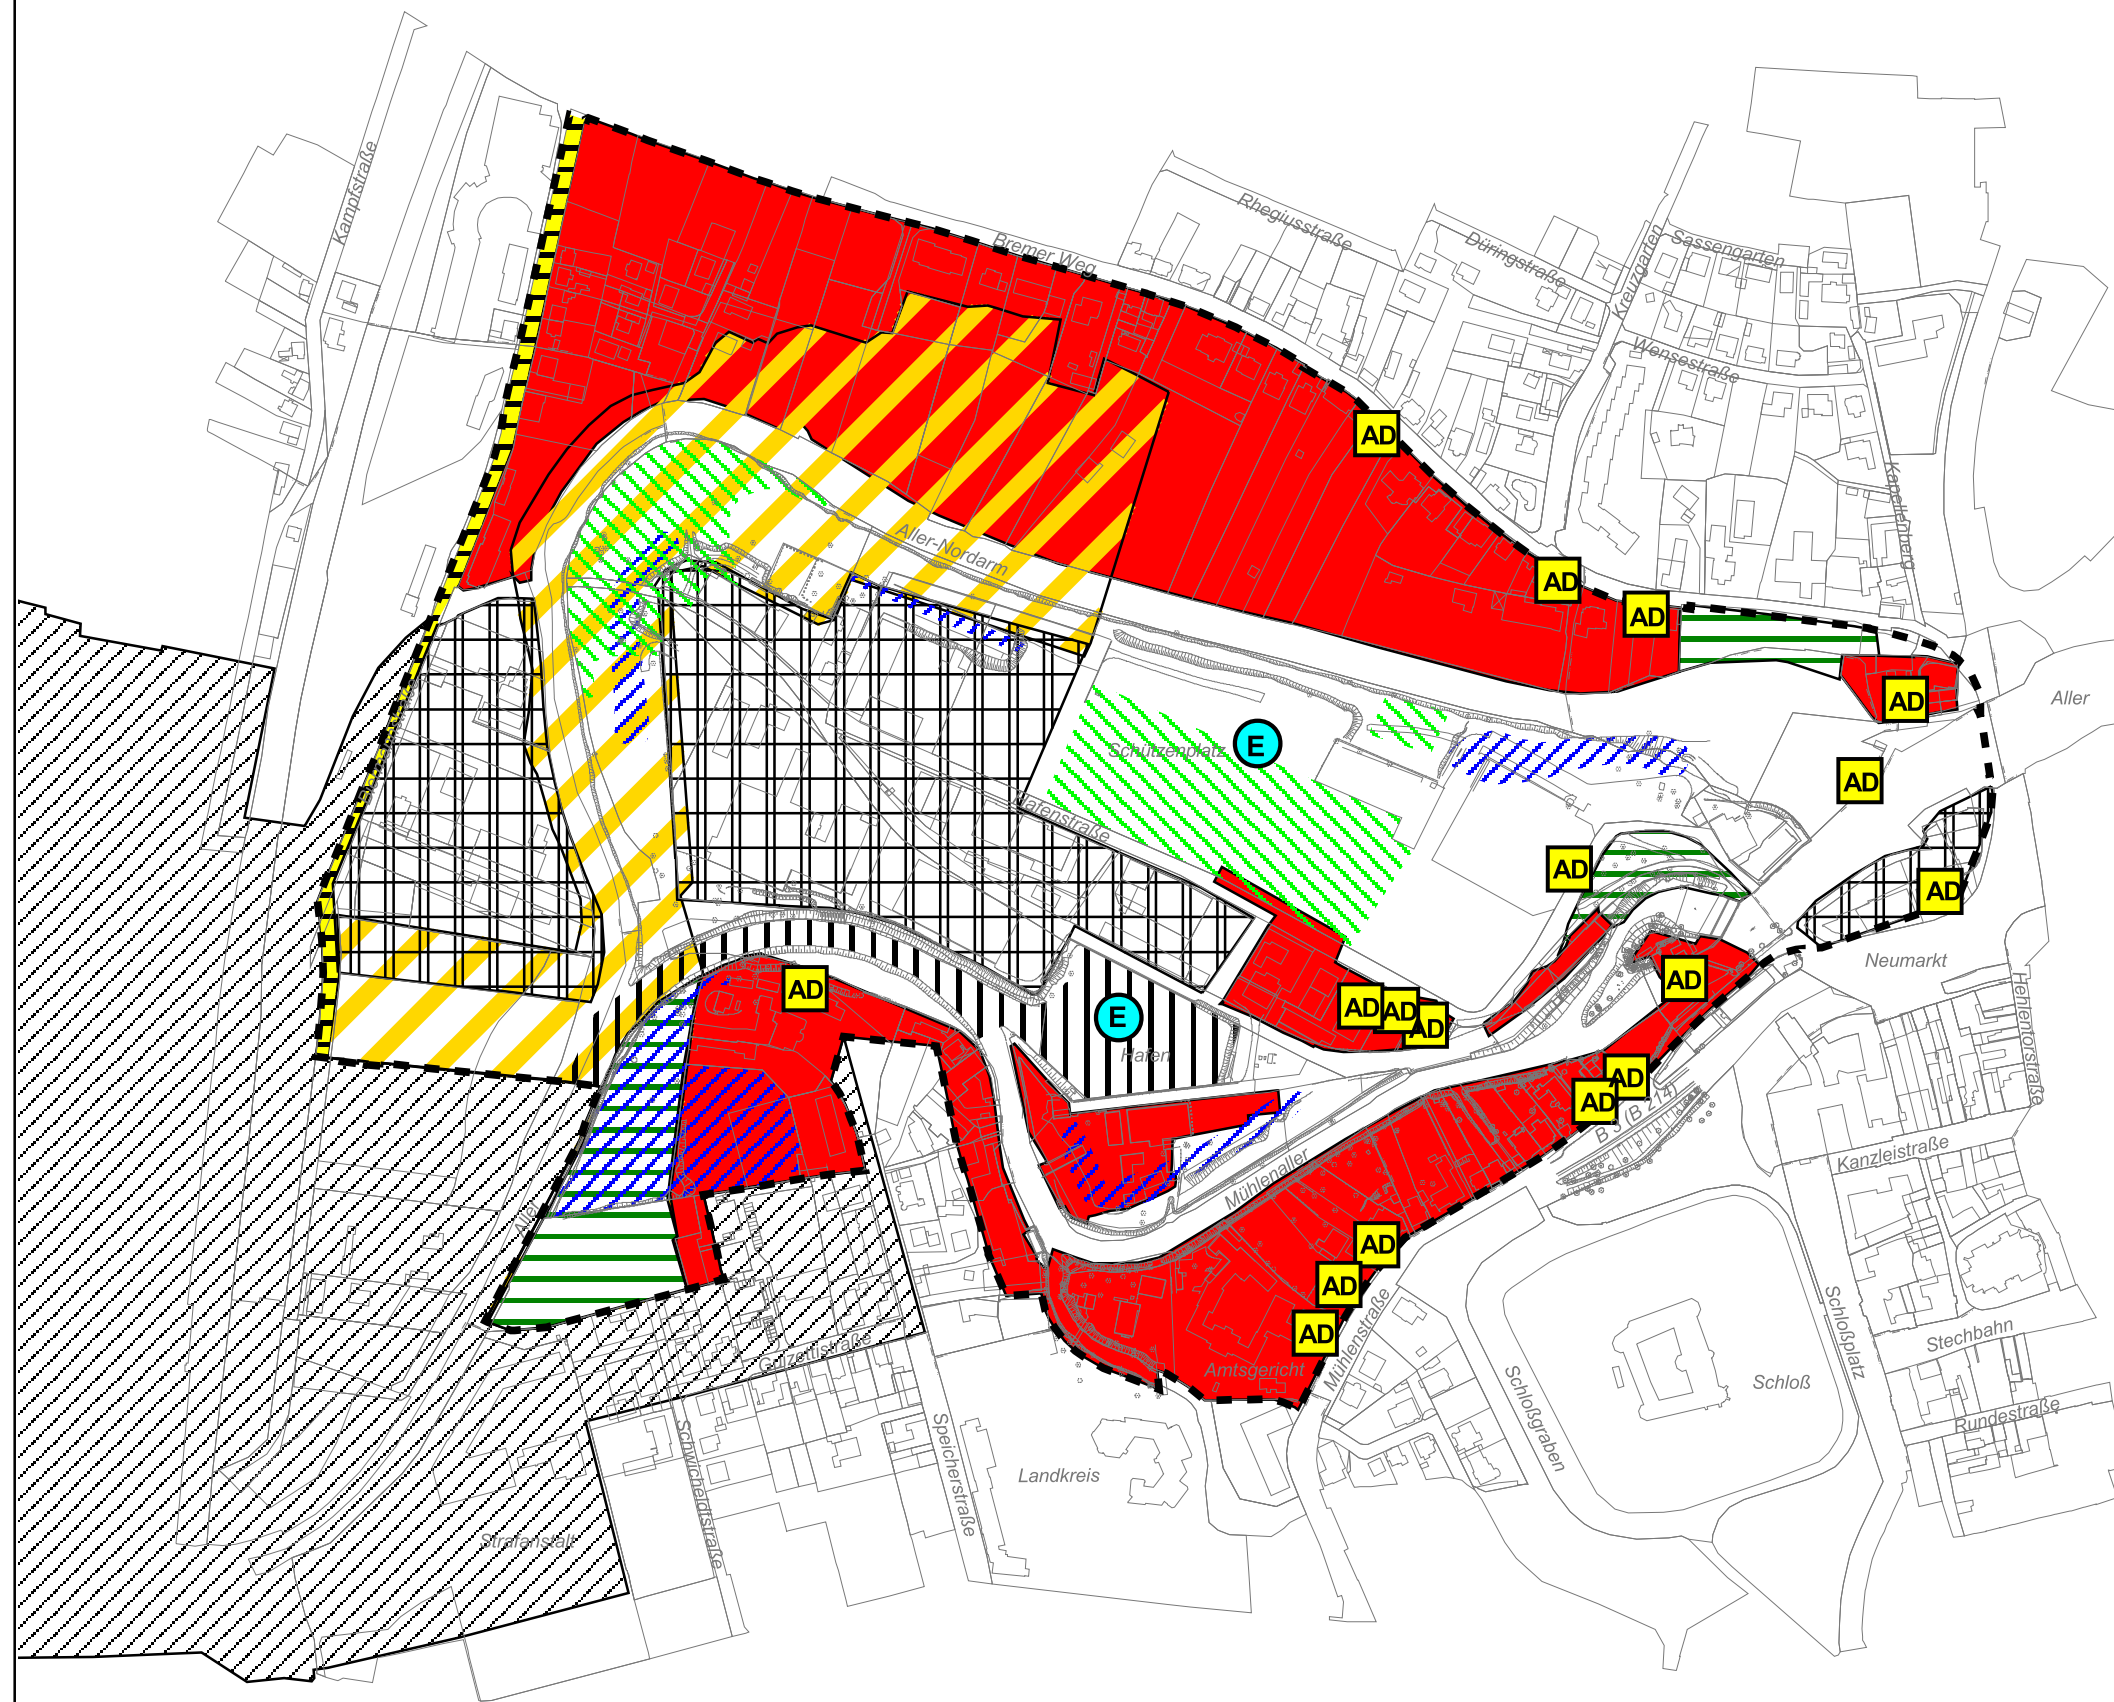 Kampfstraße
Bremer Weg
Rhegiusstraße
Düringstraße
Kreuzgarten
Sassengarten
Wensestraße
Kapellenberg
AD
AD
AD
Aller-Nordarm
AD
Aller
Schützenplatz
E
AD
Hafenstraße
AD
AD
Neumarkt
Hehlentorstraße
AD
AD
AD
AD
AD
E
Hafen
AD
AD
B 3 (B 214)
Kanzleistraße
Mühlenaller
Aller
AD
AD
AD
Mühlenstraße
Amtsgericht
Guizettistraße
Schloßplatz
Stechbahn
Schloß
Schloßgraben
Rundestraße
Schwicheldtstraße
Speicherstraße
Landkreis
Strafanstalt